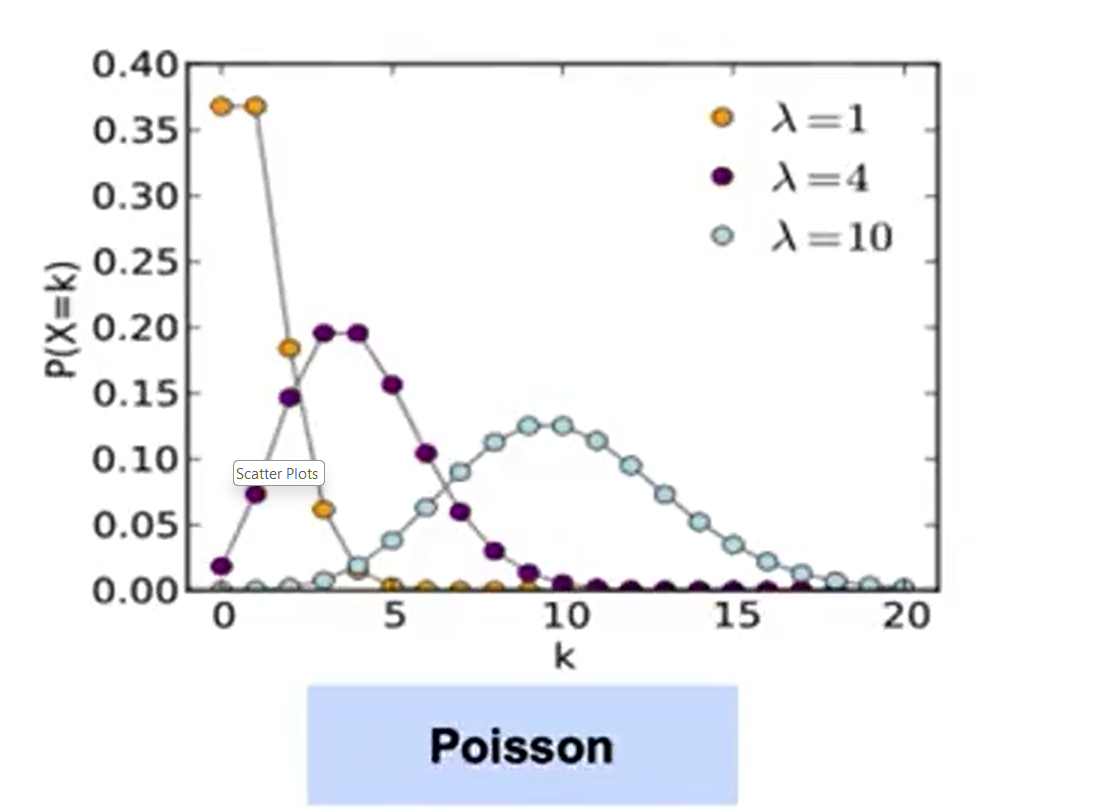 0.40
0.35
0.30
0.25
0.20
0.15
0.10
0.05
0.00
P(X=k)
λ=1
λ=4
λ=10
Scatter Plots
0 5 10 15 20
k
Poisson